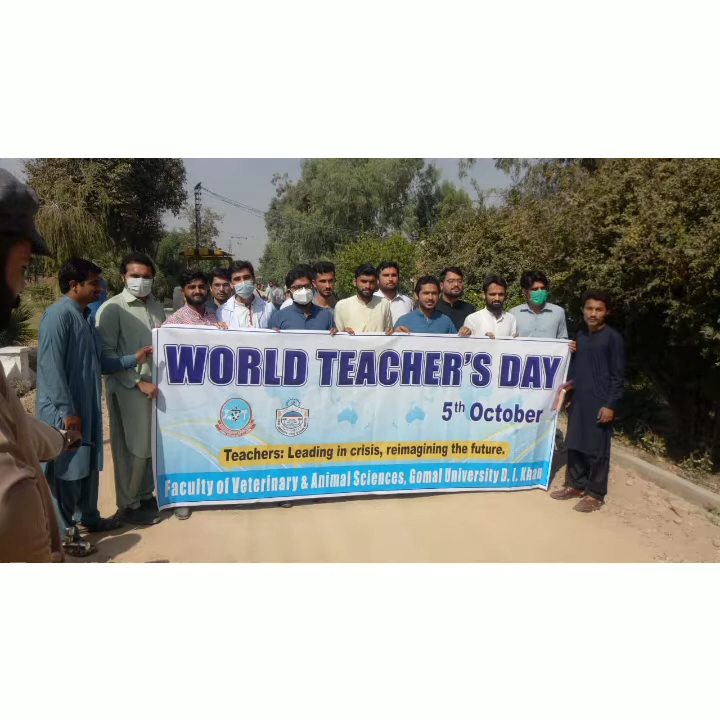 WORLD TEACHER'S DAY
5th October
Teachers: Leading in crisis, reimagining the future.
Faculty of Veterinary & Animal Sciences, Gomal University D. I. Khan